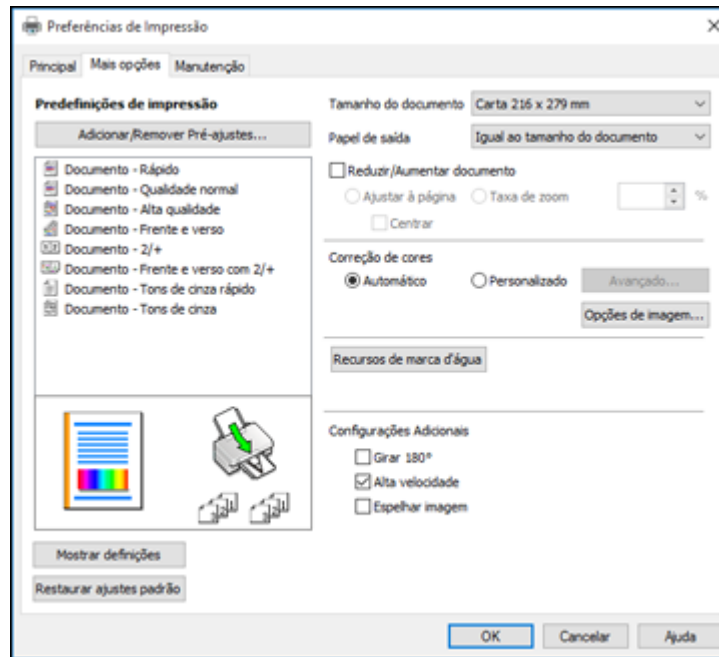 Preferências de Impressão
Principal
Mais opções
Manutenção
Predefinições de impressão
Adicionar/Remover Pré-ajustes...
Documento - Rápido
Documento - Qualidade normal
Documento - Alta qualidade
Documento - Frente e verso
Documento - 2/+
Documento - Frente e verso com 2/+
Documento - Tons de cinza rápido
Documento - Tons de cinza
Mostrar definições
Restaurar ajustes padrão
Tamanho do documento Carta 216 x 279 mm
Papel de saída Igual ao tamanho do documento
Reduzir/Aumentar documento
Ajustar à página Taxa de zoom %
Centrar
Correção de cores
Automático Personalizado Avançado...
Opções de imagem...
Recursos de marca d'água
Configurações Adicionais
Girar 180°
Alta velocidade
Espelhar imagem
OK Cancelar Ajuda